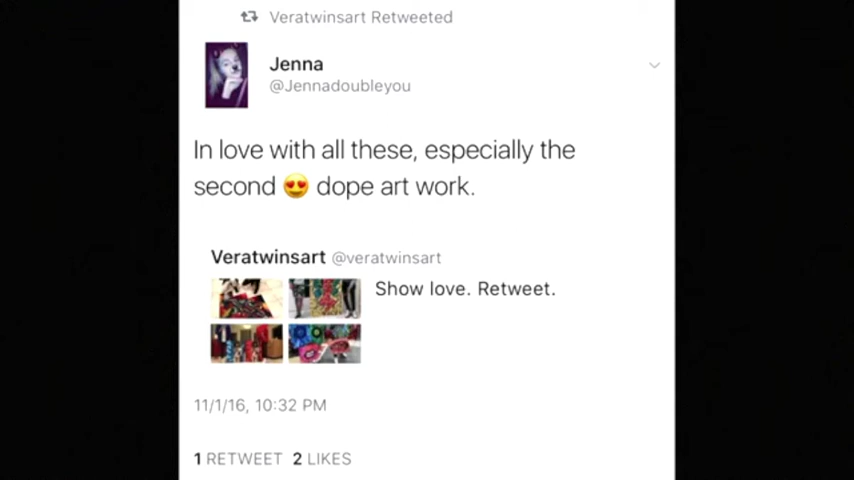 Veratwinsart Retweeted
Jenna
@Jennadoubleyou
In love with all these, especially the
second 😍 dope art work.
Veratwinsart @veratwinsart
Show love. Retweet.
11/1/16, 10:32 PM
1 RETWEET 2 LIKES